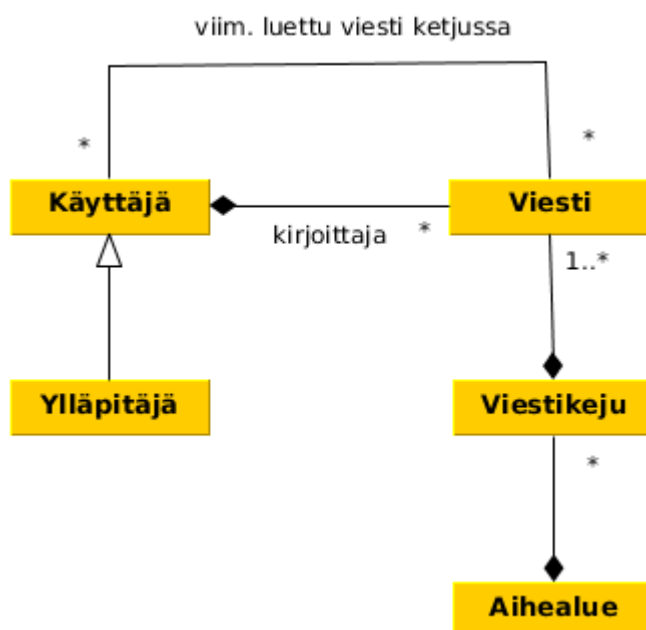 viim. luettu viesti ketjussa
*
*
Käyttäjä
Viesti
kirjoittaja
*
1..*
Ylläpitäjä
Viestikeju
*
Aihealue